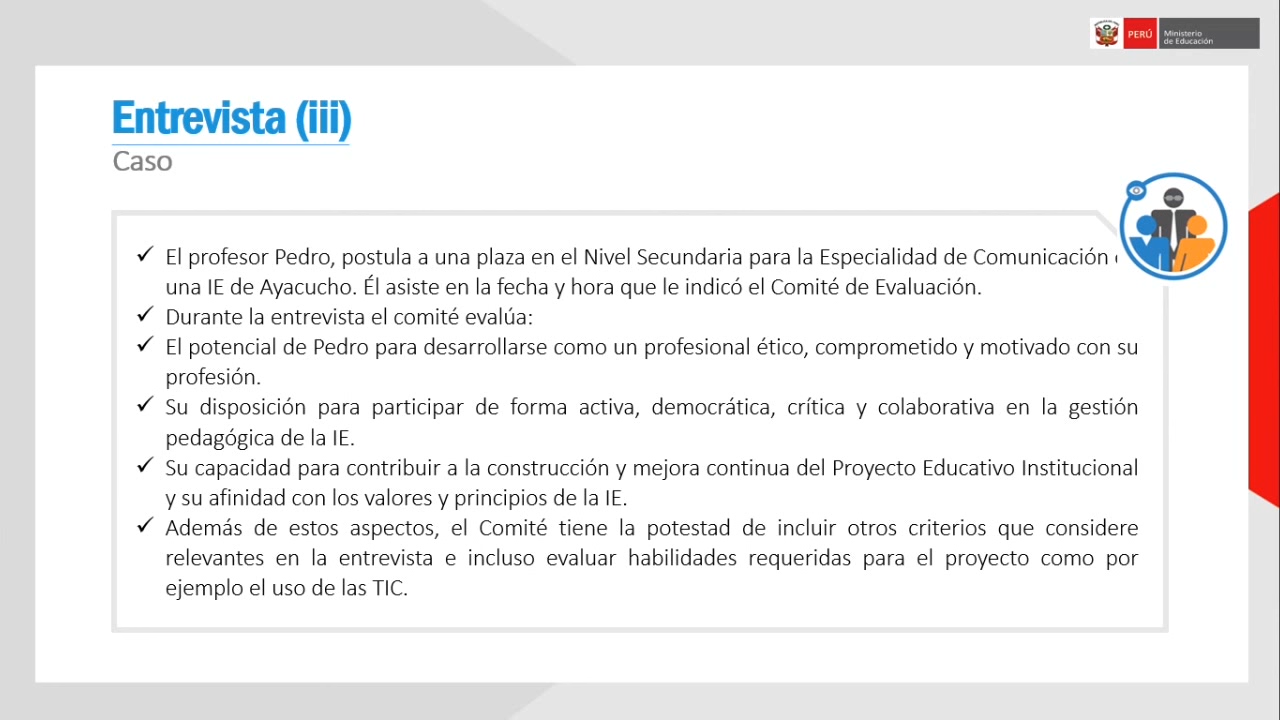 PERÚ
Ministerio
de Educación
Entrevista (iii)
Caso
✓ El profesor Pedro, postula a una plaza en el Nivel Secundaria para la Especialidad de Comunicación
una IE de Ayacucho. Él asiste en la fecha y hora que le indicó el Comité de Evaluación.
✓ Durante la entrevista el comité evalúa:
✓ El potencial de Pedro para desarrollarse como un profesional ético, comprometido y motivado con su
profesión.
✓ Su disposición para participar de forma activa, democrática, crítica y colaborativa en la gestión
pedagógica de la IE.
✓ Su capacidad para contribuir a la construcción y mejora continua del Proyecto Educativo Institucional
y su afinidad con los valores y principios de la IE.
✓ Además de estos aspectos, el Comité tiene la potestad de incluir otros criterios que considere
relevantes en la entrevista e incluso evaluar habilidades requeridas para el proyecto como por
ejemplo el uso de las TIC.